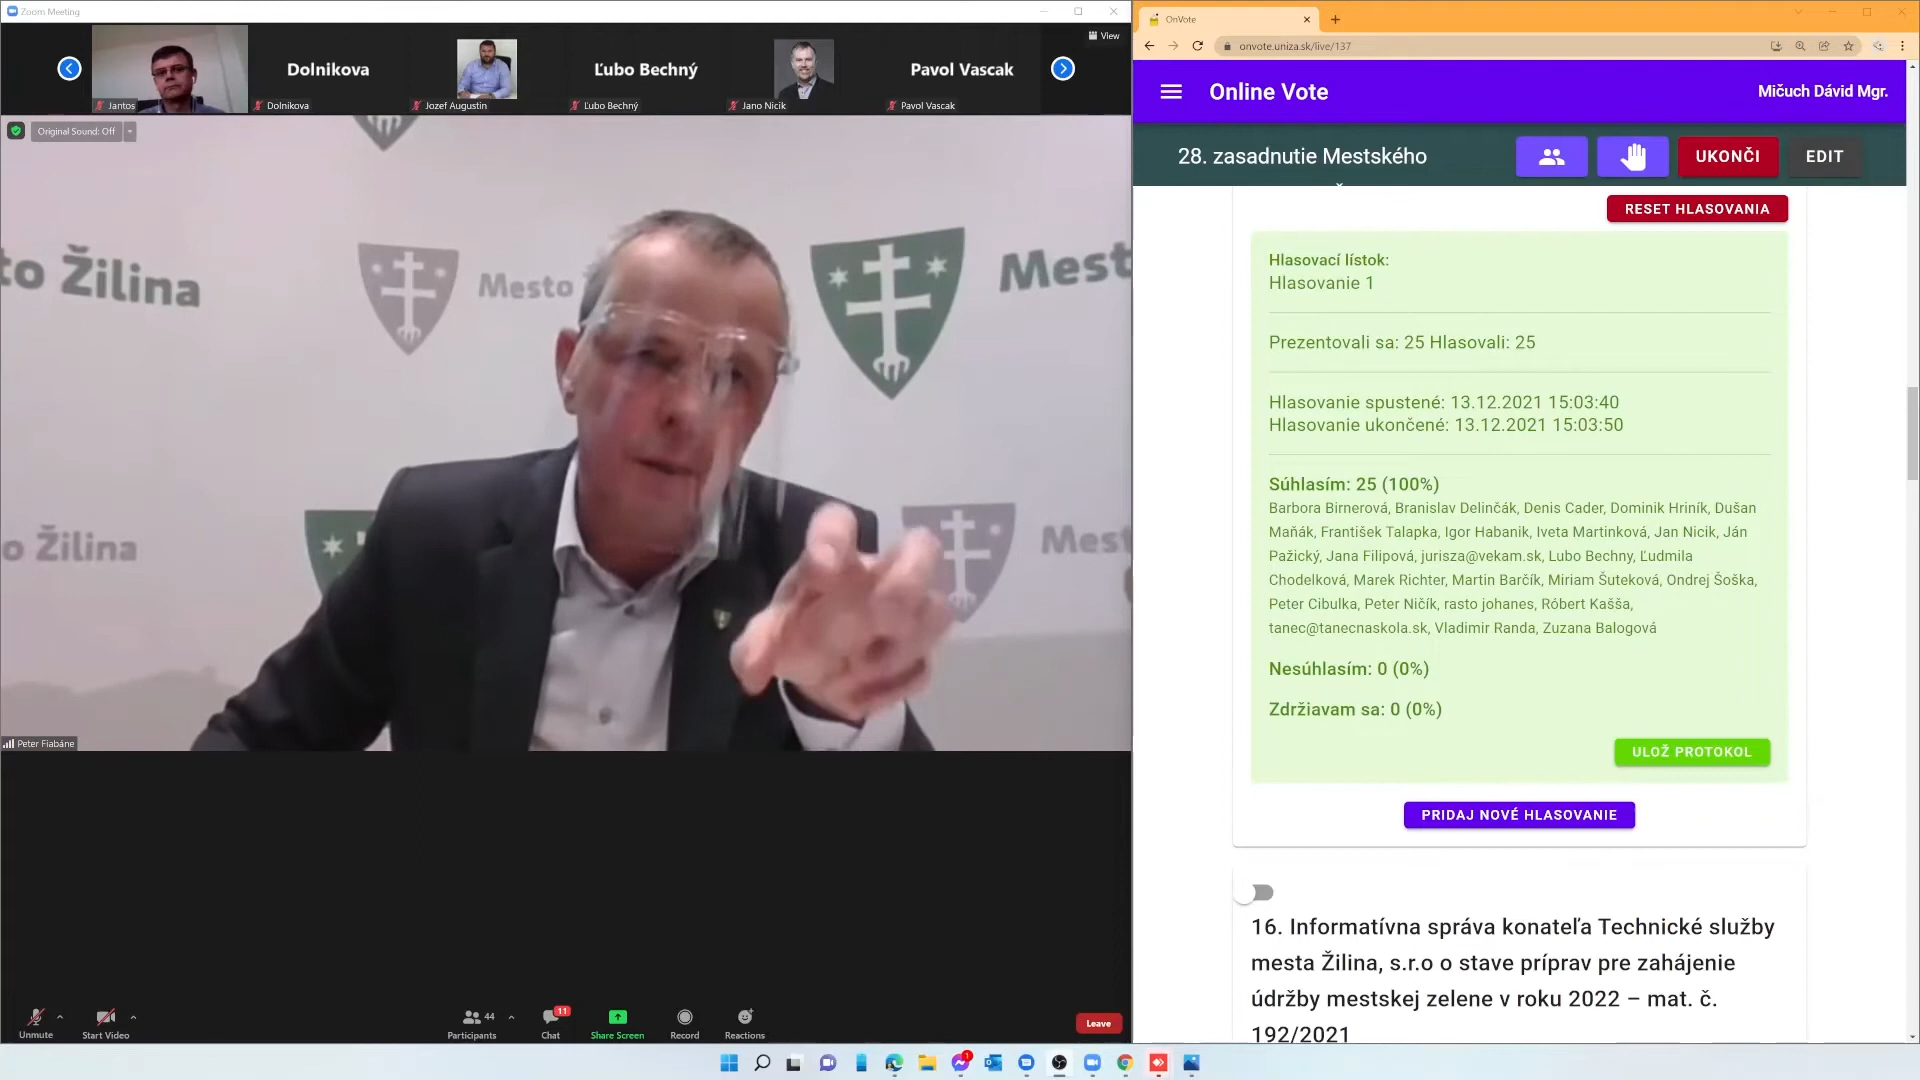 Zoom Meeting
View
Dolnikova
Ľubo Bechný
Pavol Vascak
Jantos
Dolnikova
Jozef Augustin
Ľubo Bechný
Jano Nicík
Pavol Vascak
Original Sound: Off
to Žilina
Mesto
Mest
o Žilina
Mest
Peter Fiabáne
Unmute
Start Video
44
Participants
11
Chat
Share Screen
Record
Reactions
Leave
OnVote
onvote.uniza.sk/live/137
Online Vote
Mičuch Dávid Mgr.
28. zasadnutie Mestského
UKONČI
EDIT
RESET HLASOVANIA
Hlasovací lístok:
Hlasovanie 1
Prezentovali sa: 25 Hlasovali: 25
Hlasovanie spustené: 13.12.2021 15:03:40
Hlasovanie ukončené: 13.12.2021 15:03:50
Súhlasím: 25 (100%)
Barbora Birnerová, Branislav Delinčák, Denis Cader, Dominik Hriník, Dušan
Maňák, František Talapka, Igor Habanik, Iveta Martinková, Jan Nicik, Ján
Pažický, Jana Filipová, jurisza@vekam.sk, Lubo Bechny, Ľudmila
Chodelková, Marek Richter, Martin Barčík, Miriam Šuteková, Ondrej Šoška,
Peter Cibulka, Peter Ničík, rasto johanes, Róbert Kašša,
tanec@tanecnaskola.sk, Vladimir Randa, Zuzana Balogová
Nesúhlasím: 0 (0%)
Zdržiavam sa: 0 (0%)
ULOŽ PROTOKOL
PRIDAJ NOVÉ HLASOVANIE
16. Informatívna správa konateľa Technické služby
mesta Žilina, s.r.o o stave príprav pre zahájenie
údržby mestskej zelene v roku 2022 – mat. č.
192/2021
1